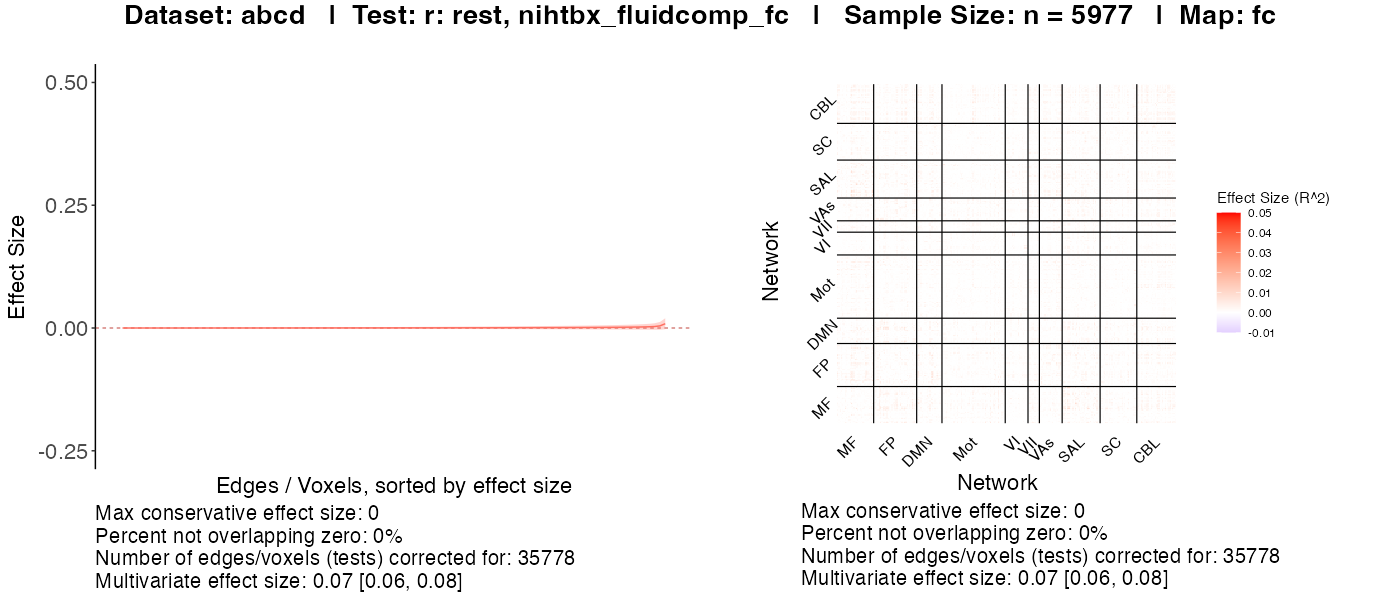 Dataset: abcd | Test: r: rest, nihtbx_fluidcomp_fc | Sample Size: n = 5977 | Map: fc
Effect Size
0.50
0.25
0.00
-0.25
Edges / Voxels, sorted by effect size
Max conservative effect size: 0
Percent not overlapping zero: 0%
Number of edges/voxels (tests) corrected for: 35778
Multivariate effect size: 0.07 [0.06, 0.08]
Network
CBL
SC
SAL
VAs
VII
VI
Mot
DMN
FP
MF
MF
FP
DMN
Mot
VI
VII
VAs
SAL
SC
CBL
Network
Effect Size (R^2)
0.05
0.04
0.03
0.02
0.01
0.00
-0.01
Max conservative effect size: 0
Percent not overlapping zero: 0%
Number of edges/voxels (tests) corrected for: 35778
Multivariate effect size: 0.07 [0.06, 0.08]